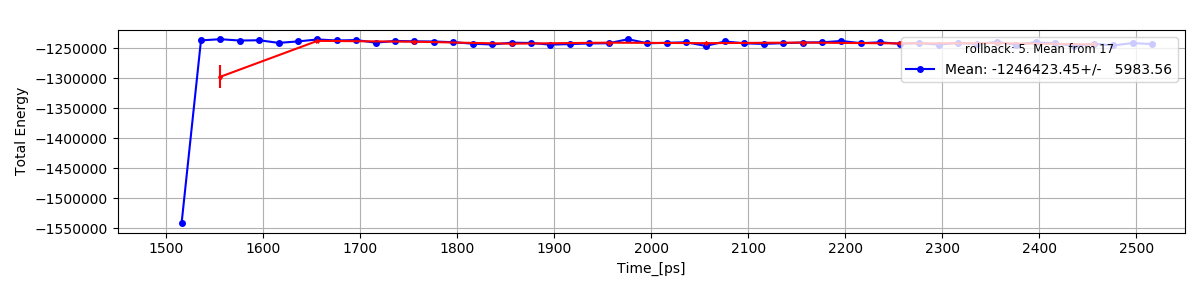 rollback: 5. Mean from 17
Mean: -1246423.45+/-   5983.56
Total Energy
−1250000
−1300000
−1350000
−1400000
−1450000
−1500000
−1550000
1500 1600 1700 1800 1900 2000 2100 2200 2300 2400 2500
Time_[ps]